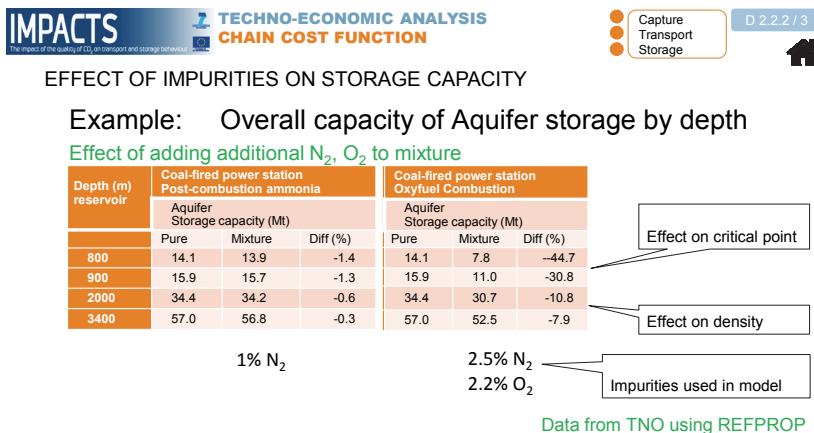 IMPACTS
The impact of the quality of CO₂ on transport and storage behaviour
TECHNO-ECONOMIC ANALYSIS
CHAIN COST FUNCTION
Capture
Transport
Storage
D 2.2.2 / 3
EFFECT OF IMPURITIES ON STORAGE CAPACITY
Example: Overall capacity of Aquifer storage by depth
Effect of adding additional N₂, O₂ to mixture
Depth (m) reservoir
Coal-fired power station
Post-combustion ammonia
Coal-fired power station
Oxyfuel Combustion
Aquifer
Storage capacity (Mt)
Aquifer
Storage capacity (Mt)
Pure Mixture Diff (%) Pure Mixture Diff (%)
800 14.1 13.9 -1.4 14.1 7.8 --44.7
900 15.9 15.7 -1.3 15.9 11.0 -30.8
2000 34.4 34.2 -0.6 34.4 30.7 -10.8
3400 57.0 56.8 -0.3 57.0 52.5 -7.9
Effect on critical point
Effect on density
1% N₂
2.5% N₂
2.2% O₂
Impurities used in model
Data from TNO using REFPROP